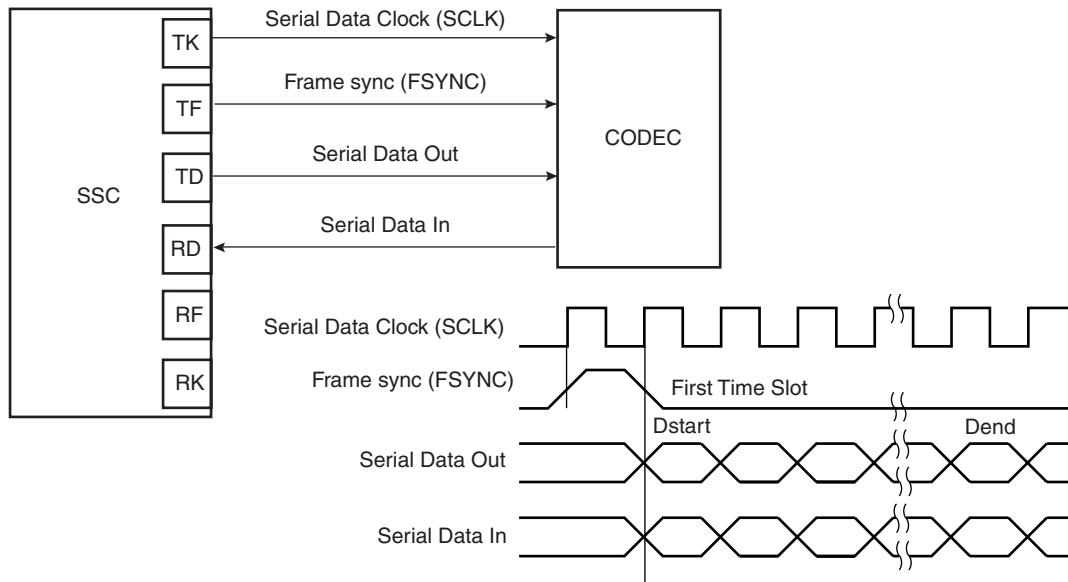 Serial Data Clock (SCLK)
TK
Frame sync (FSYNC)
TF
CODEC
Serial Data Out
TD
SSC
Serial Data In
RD
RF
Serial Data Clock (SCLK)
RK
Frame sync (FSYNC)
First Time Slot
Dstart
Dend
Serial Data Out
Serial Data In